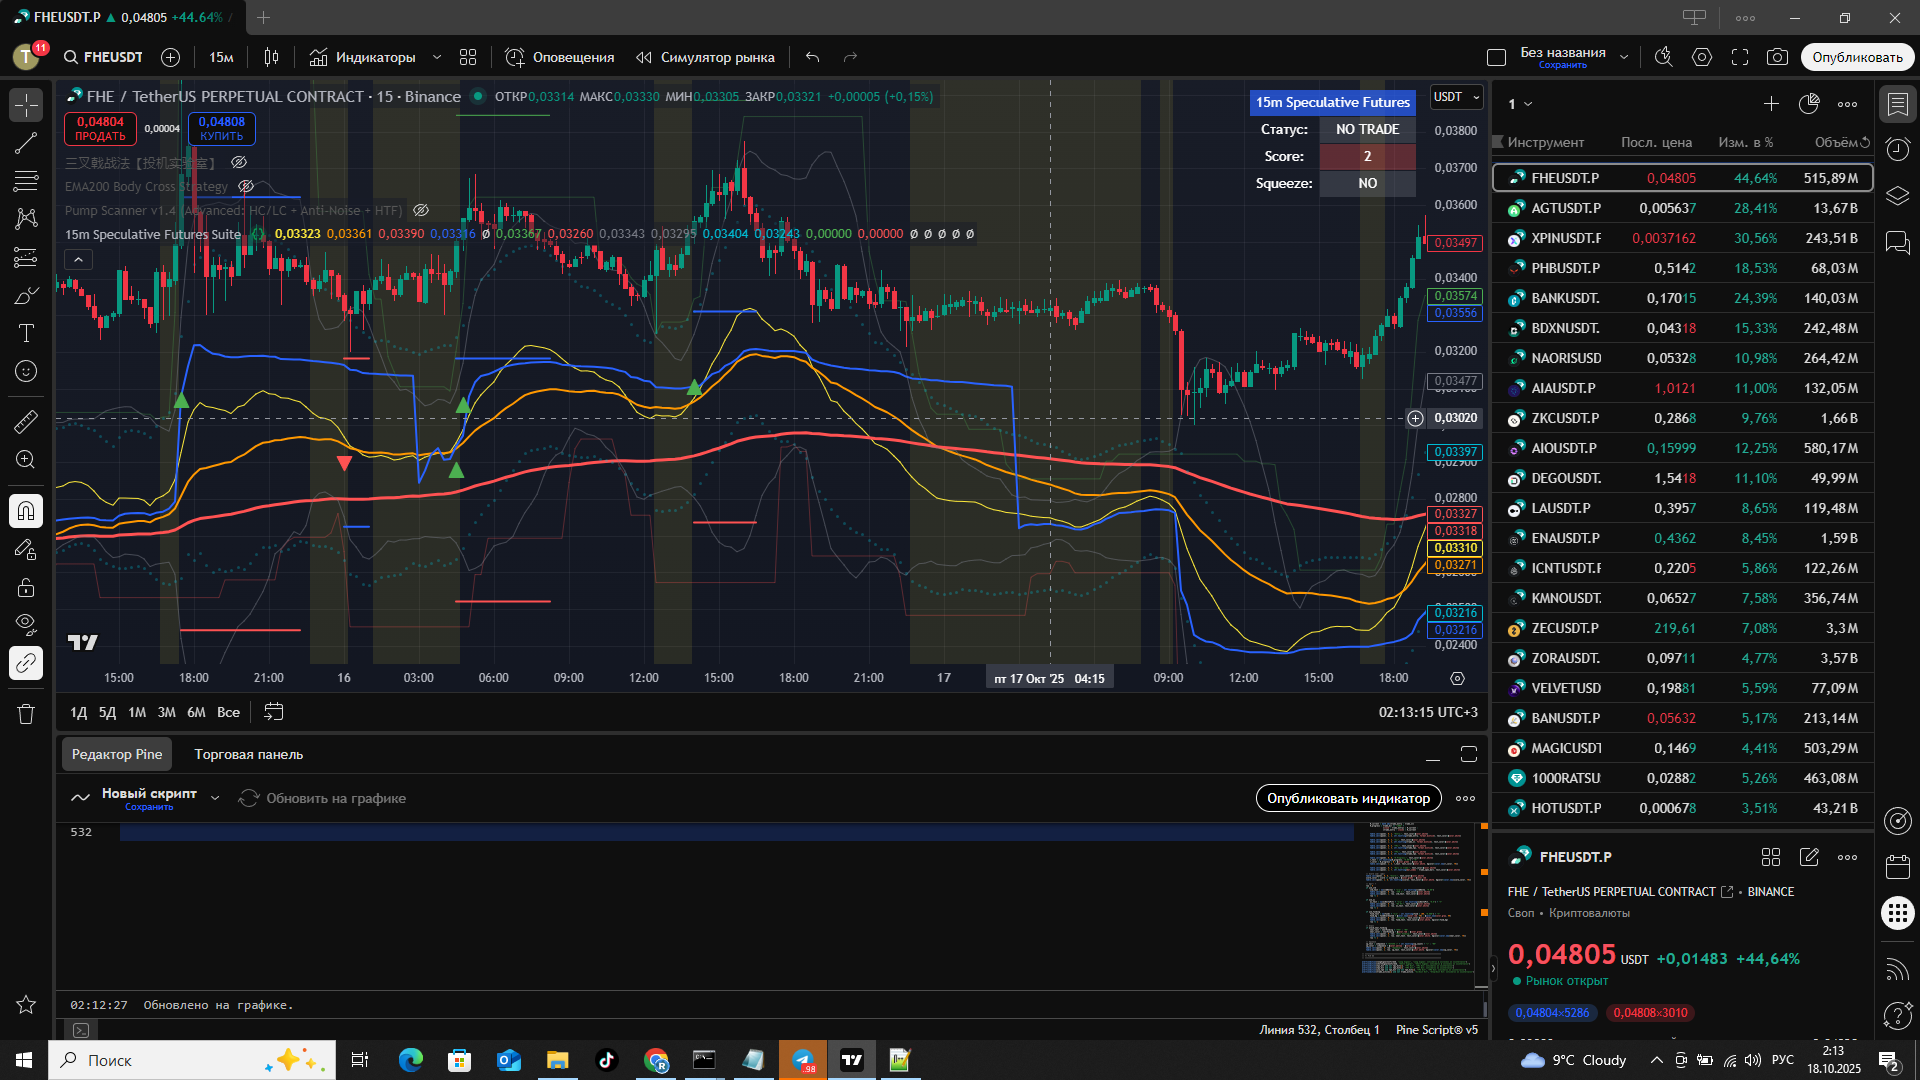 FHEUSDT.P ▲ 0,04805 +44.64% /
T 11
FHEUSDT
15м
Индикаторы
Оповещения
Симулятор рынка
Без названия
Сохранить
Опубликовать
FHE / TetherUS PERPETUAL CONTRACT · 15 · Binance
ОТКР0,03314 МАКС0,03330 МИН0,03305 ЗАКР0,03321 +0,00005 (+0,15%)
0,04804
ПРОДАТЬ
0,00004
0,04808
КУПИТЬ
三叉戟战法【投机实验室】
EMA200 Body Cross Strategy
Pump Scanner v1.4 (Advanced: HC/LC + Anti-Noise + HTF)
15m Speculative Futures Suite 0,03323 0,03361 0,03390 0,03316 Ø 0,03367 0,03260 0,03343 0,03295 0,03404 0,03243 0,00000 0,00000 Ø Ø Ø Ø Ø
15m Speculative Futures
Статус: NO TRADE
Score: 2
Squeeze: NO
USDT
0,03800
0,03700
0,03600
0,03497
0,03400
0,03574
0,03556
0,03200
0,03477
0,03020
0,03397
0,02900
0,02800
0,03327
0,03318
0,03310
0,03271
0,03216
0,03216
0,02400
15:00 18:00 21:00 16 03:00 06:00 09:00 12:00 15:00 18:00 21:00 17 пт 17 Окт '25 04:15 09:00 12:00 15:00 18:00
1Д 5Д 1М 3М 6М Все
02:13:15 UTC+3
Редактор Pine
Торговая панель
Новый скрипт
Сохранить
Обновить на графике
Опубликовать индикатор
532
02:12:27 Обновлено на графике.
Линия 532, Столбец 1 Pine Script® v5
1
Инструмент Посл. цена Изм. в % Объём
FHEUSDT.P 0,04805 44,64% 515,89 M
AGTUSDT.P 0,005637 28,41% 13,67 B
XPINUSDT.F 0,0037162 30,56% 243,51 B
PHBUSDT.P 0,5142 18,53% 68,03 M
BANKUSDT. 0,17015 24,39% 140,03 M
BDXNUSDT. 0,04318 15,33% 242,48 M
NAORISUSD 0,05328 10,98% 264,42 M
AIAUSDT.P 1,0121 11,00% 132,05 M
ZKCUSDT.P 0,2868 9,76% 1,66 B
AIOUSDT.P 0,15999 12,25% 580,17 M
DEGOUSDT. 1,5418 11,10% 49,99 M
LAUSDT.P 0,3957 8,65% 119,48 M
ENAUSDT.P 0,4362 8,45% 1,59 B
ICNTUSDT.F 0,2205 5,86% 122,26 M
KMNOUSDT. 0,06527 7,58% 356,74 M
ZECUSDT.P 219,61 7,08% 3,3 M
ZORAUSDT. 0,09711 4,77% 3,57 B
VELVETUSD 0,19881 5,59% 77,09 M
BANUSDT.P 0,05632 5,17% 213,14 M
MAGICUSDT 0,1469 4,41% 503,29 M
1000RATSU 0,02882 5,26% 463,08 M
HOTUSDT.P 0,000678 3,51% 43,21 B
FHEUSDT.P
FHE / TetherUS PERPETUAL CONTRACT • BINANCE
Своп • Криптовалюты
0,04805 USDT +0,01483 +44,64%
Рынок открыт
0,04804×5286 0,04808×3010
Поиск
98
9°C Cloudy
РУС
2:13
18.10.2025
2